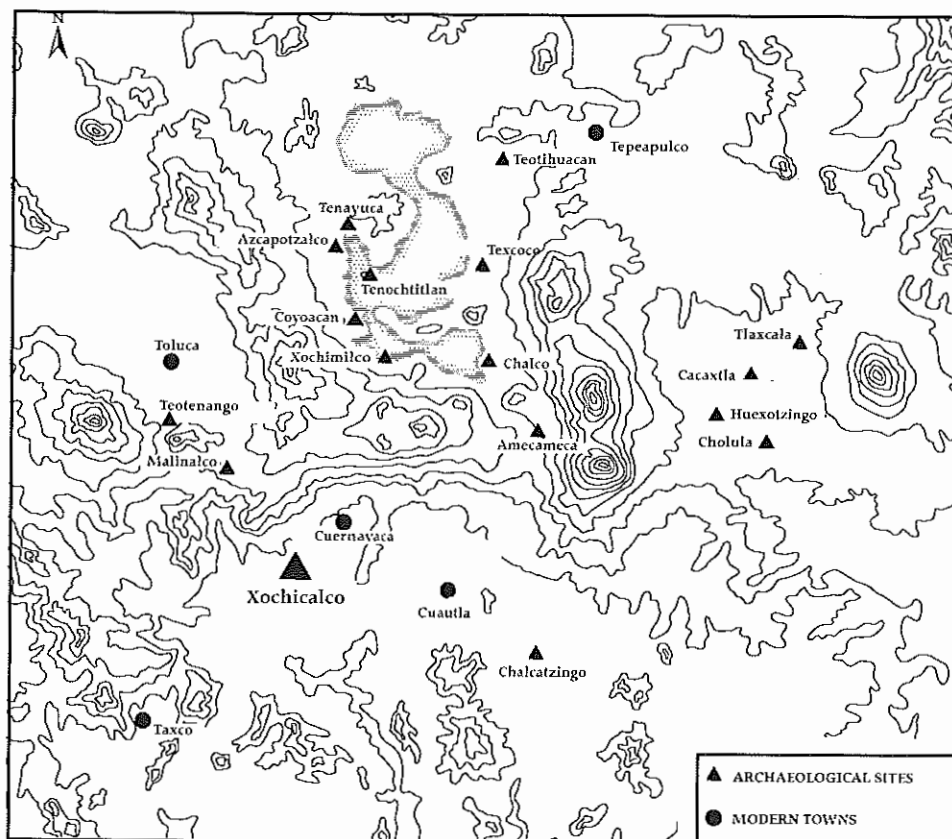 N
Tepeapulco
Teotihuacan
Tenayuca
Azcapotzalco
Texcoco
Tenochtitlan
Coyoacan
Tlaxcala
Toluca
Xochimilco
Chalco
Cacaxtla
Teotenango
Huexotzingo
Amecameca
Cholula
Malinalco
Cuernavaca
Xochicalco
Cuautla
Chalcatzingo
Taxco
ARCHAEOLOGICAL SITES
MODERN TOWNS